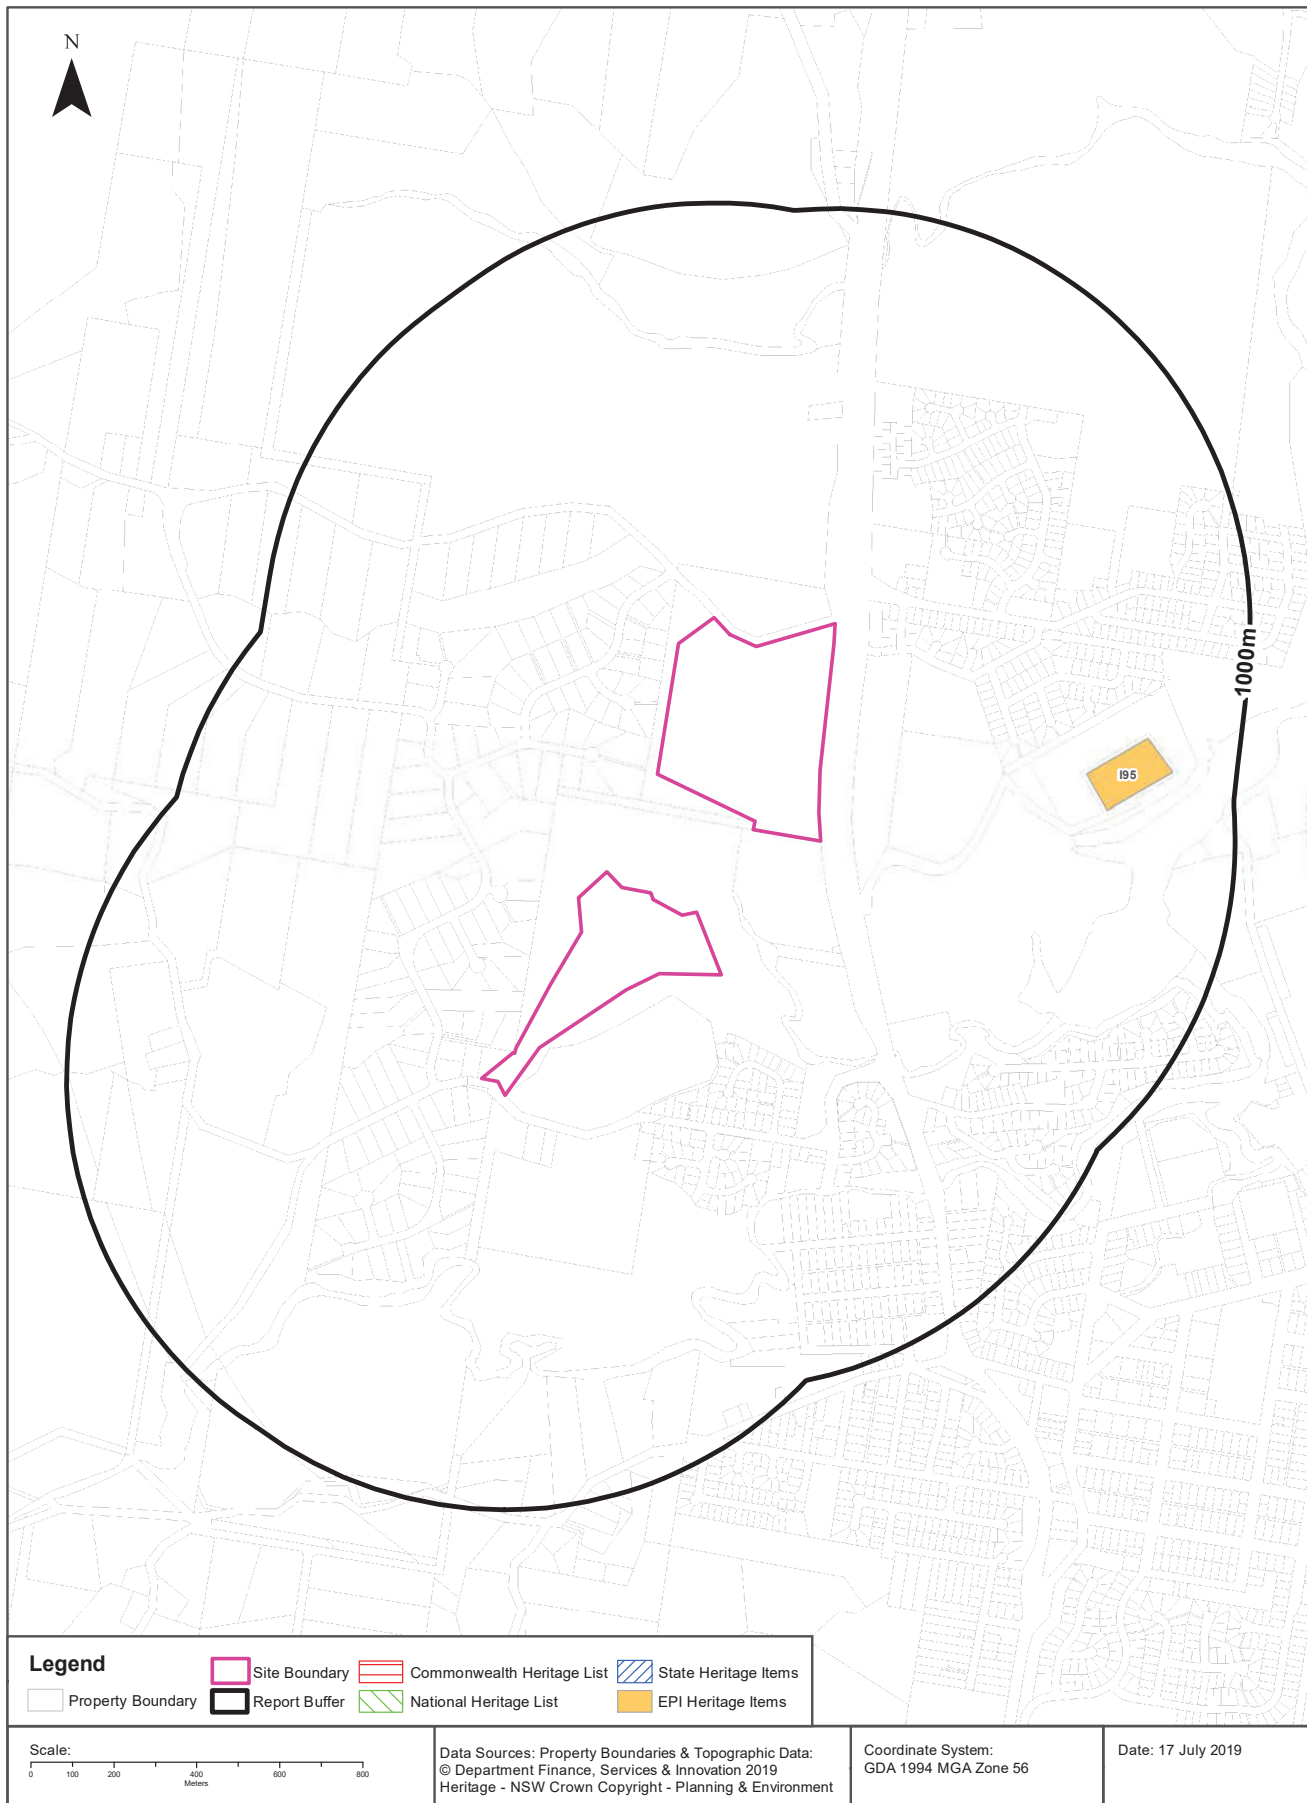 N
1000m
I95
Legend
Property Boundary
Site Boundary
Report Buffer
Commonwealth Heritage List
National Heritage List
State Heritage Items
EPI Heritage Items
Scale:
0 100 200 400 600 800
Meters
Data Sources: Property Boundaries & Topographic Data:
© Department Finance, Services & Innovation 2019
Heritage - NSW Crown Copyright - Planning & Environment
Coordinate System:
GDA 1994 MGA Zone 56
Date: 17 July 2019